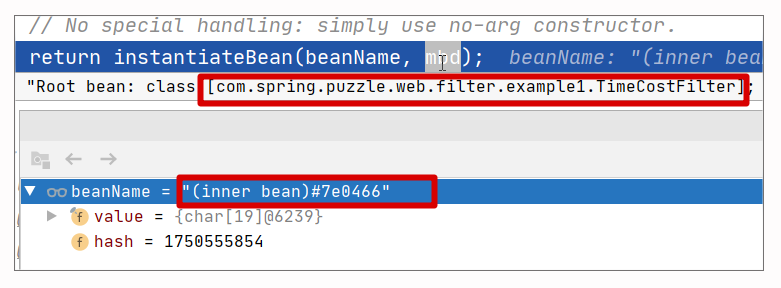 // No special handling: simply use no-arg constructor.
return instantiateBean(beanName, mbd); beanName: "(inner bea
"Root bean: class [com.spring.puzzle.web.filter.example1.TimeCostFilter];
beanName = "(inner bean)#7e0466"
f value = {char[19]@6239}
f hash = 1750555854